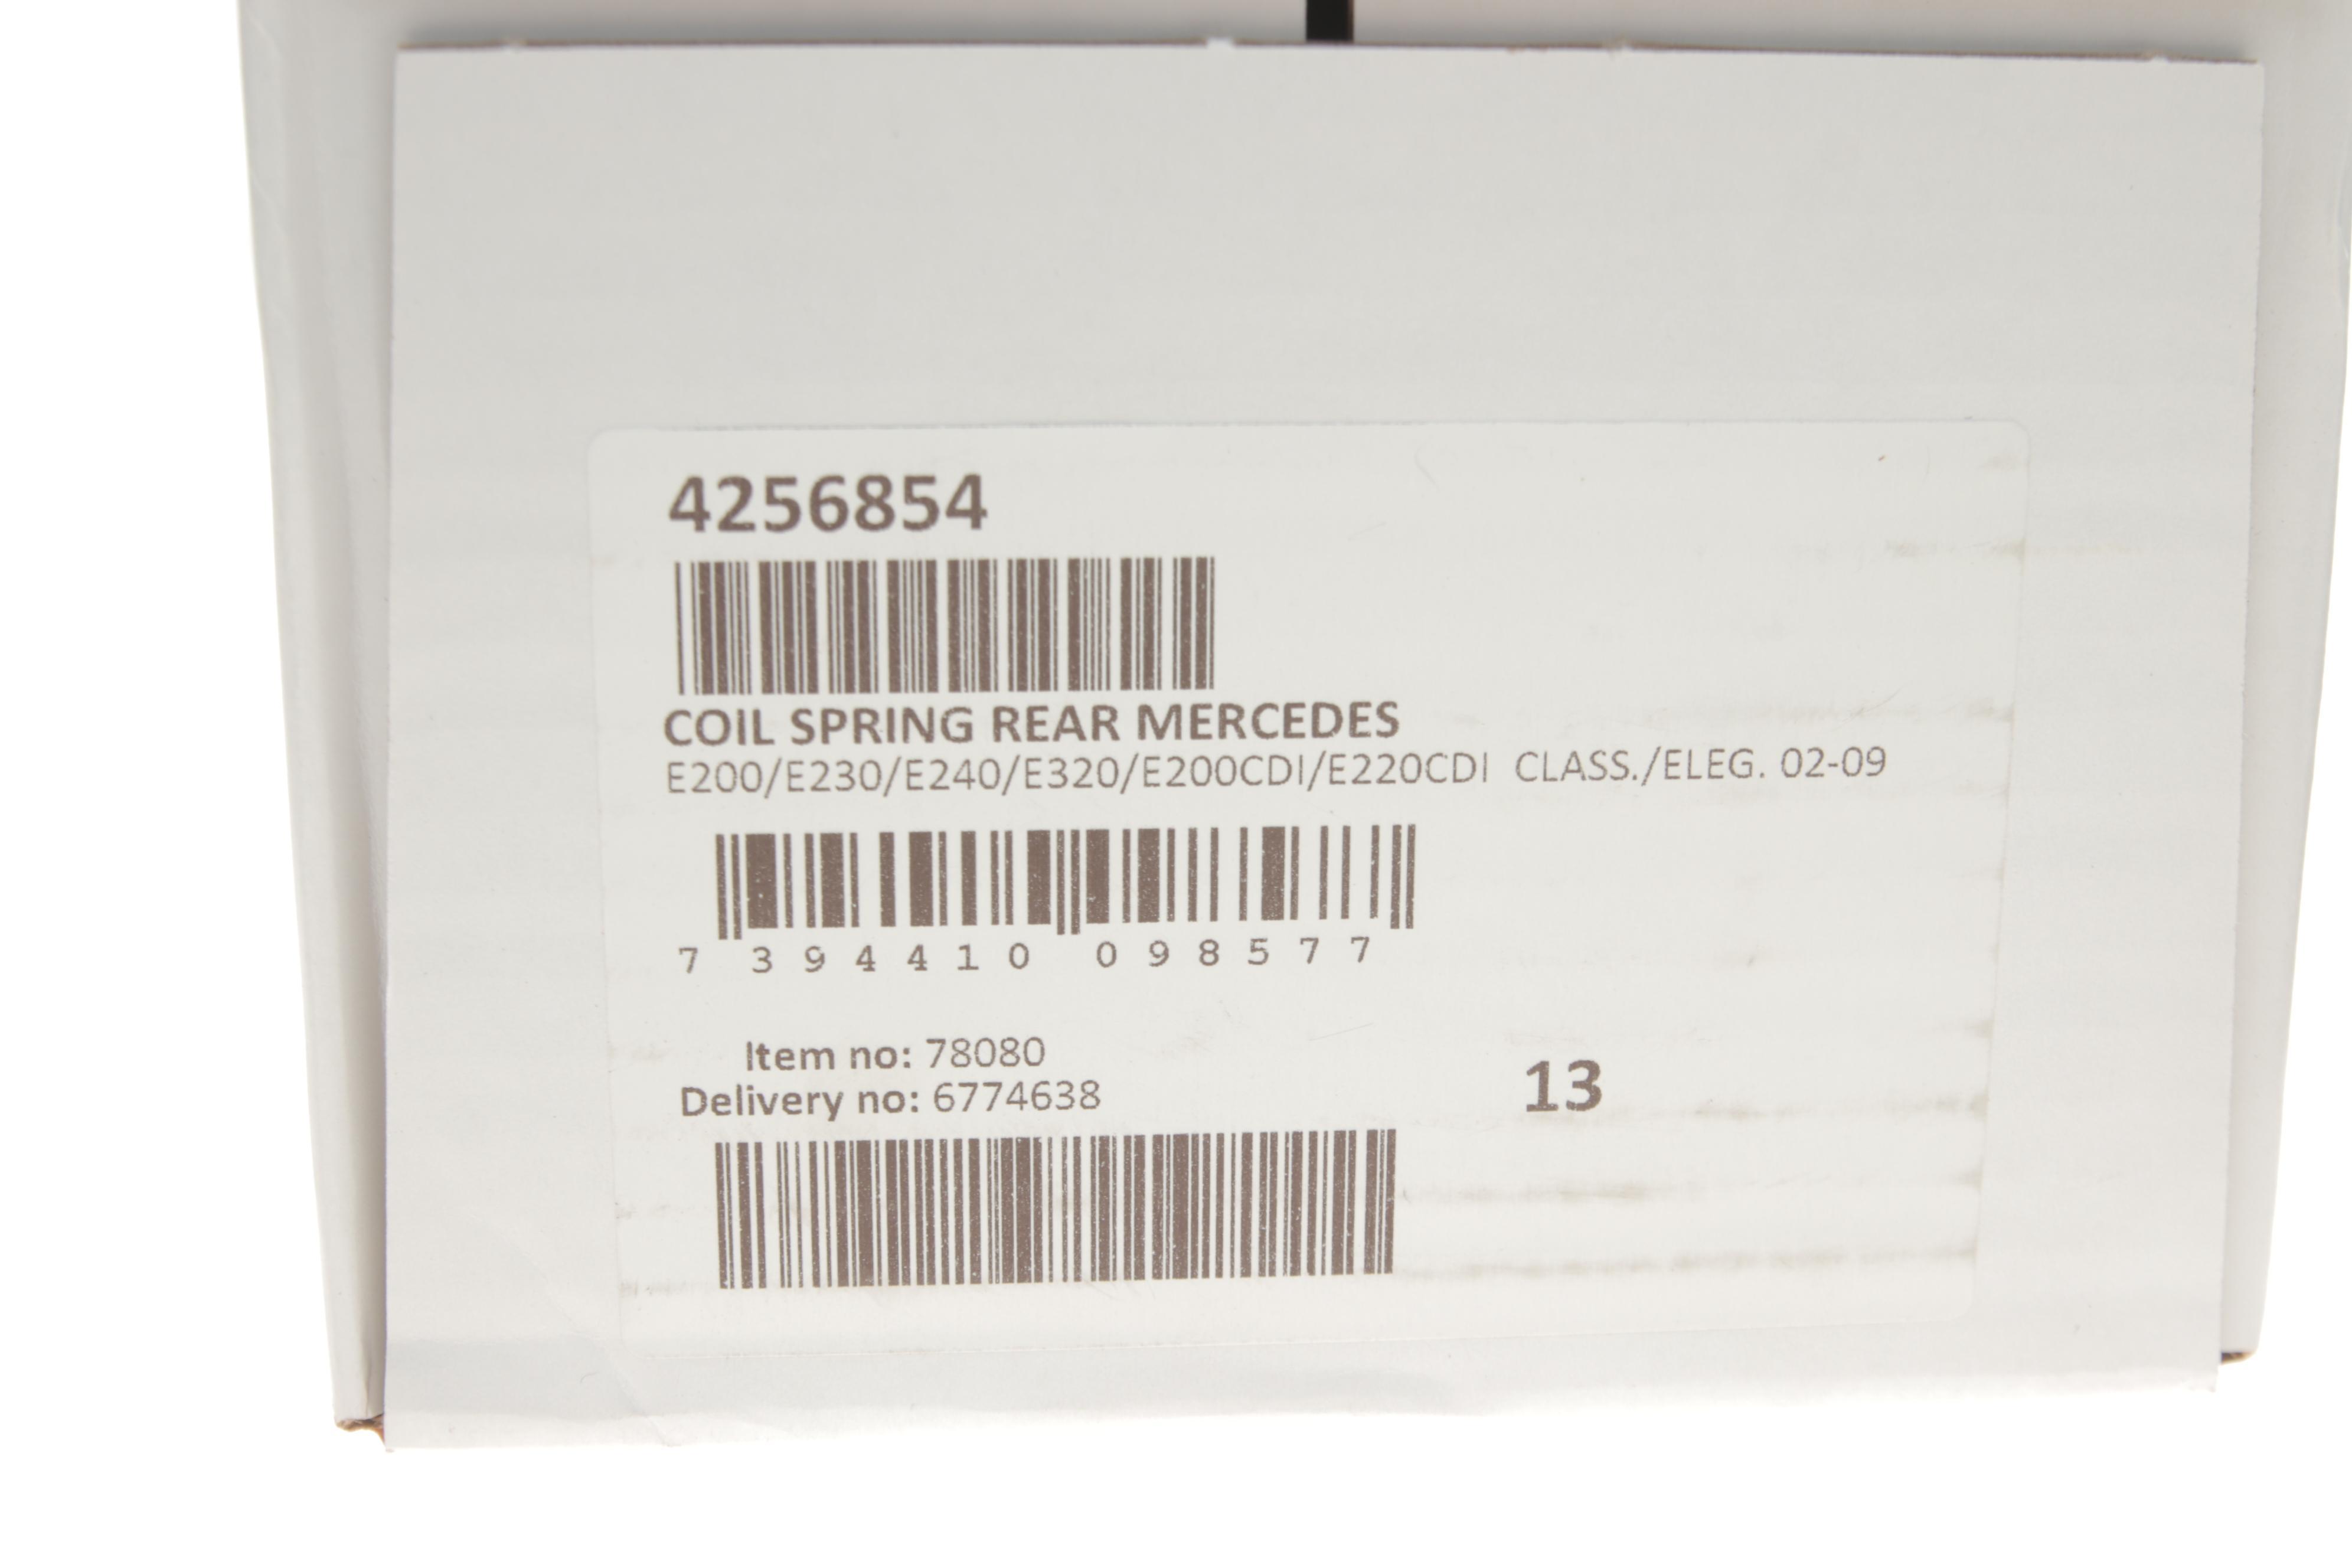 4256854
COIL SPRING REAR MERCEDES
E200/E230/E240/E320/E200CDI/E220CDI CLASS./ELEG. 02-09
7 394410 098577
Item no: 78080
Delivery no: 6774638
13